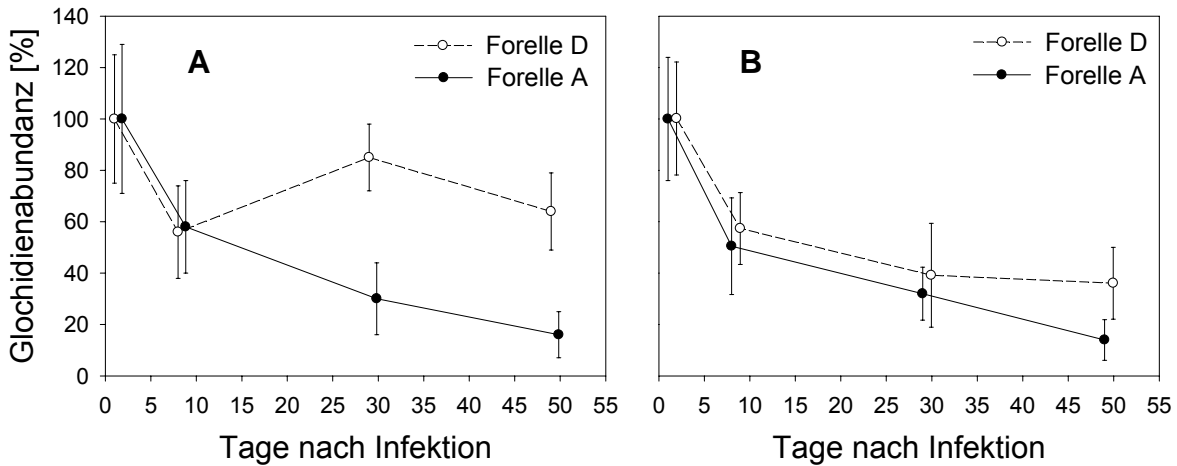 Glochidienabundanz [%]
140
120
100
80
60
40
20
0
A
Forelle D
Forelle A
0 5 10 15 20 25 30 35 40 45 50 55
Tage nach Infektion
B
Forelle D
Forelle A
0 5 10 15 20 25 30 35 40 45 50 55
Tage nach Infektion